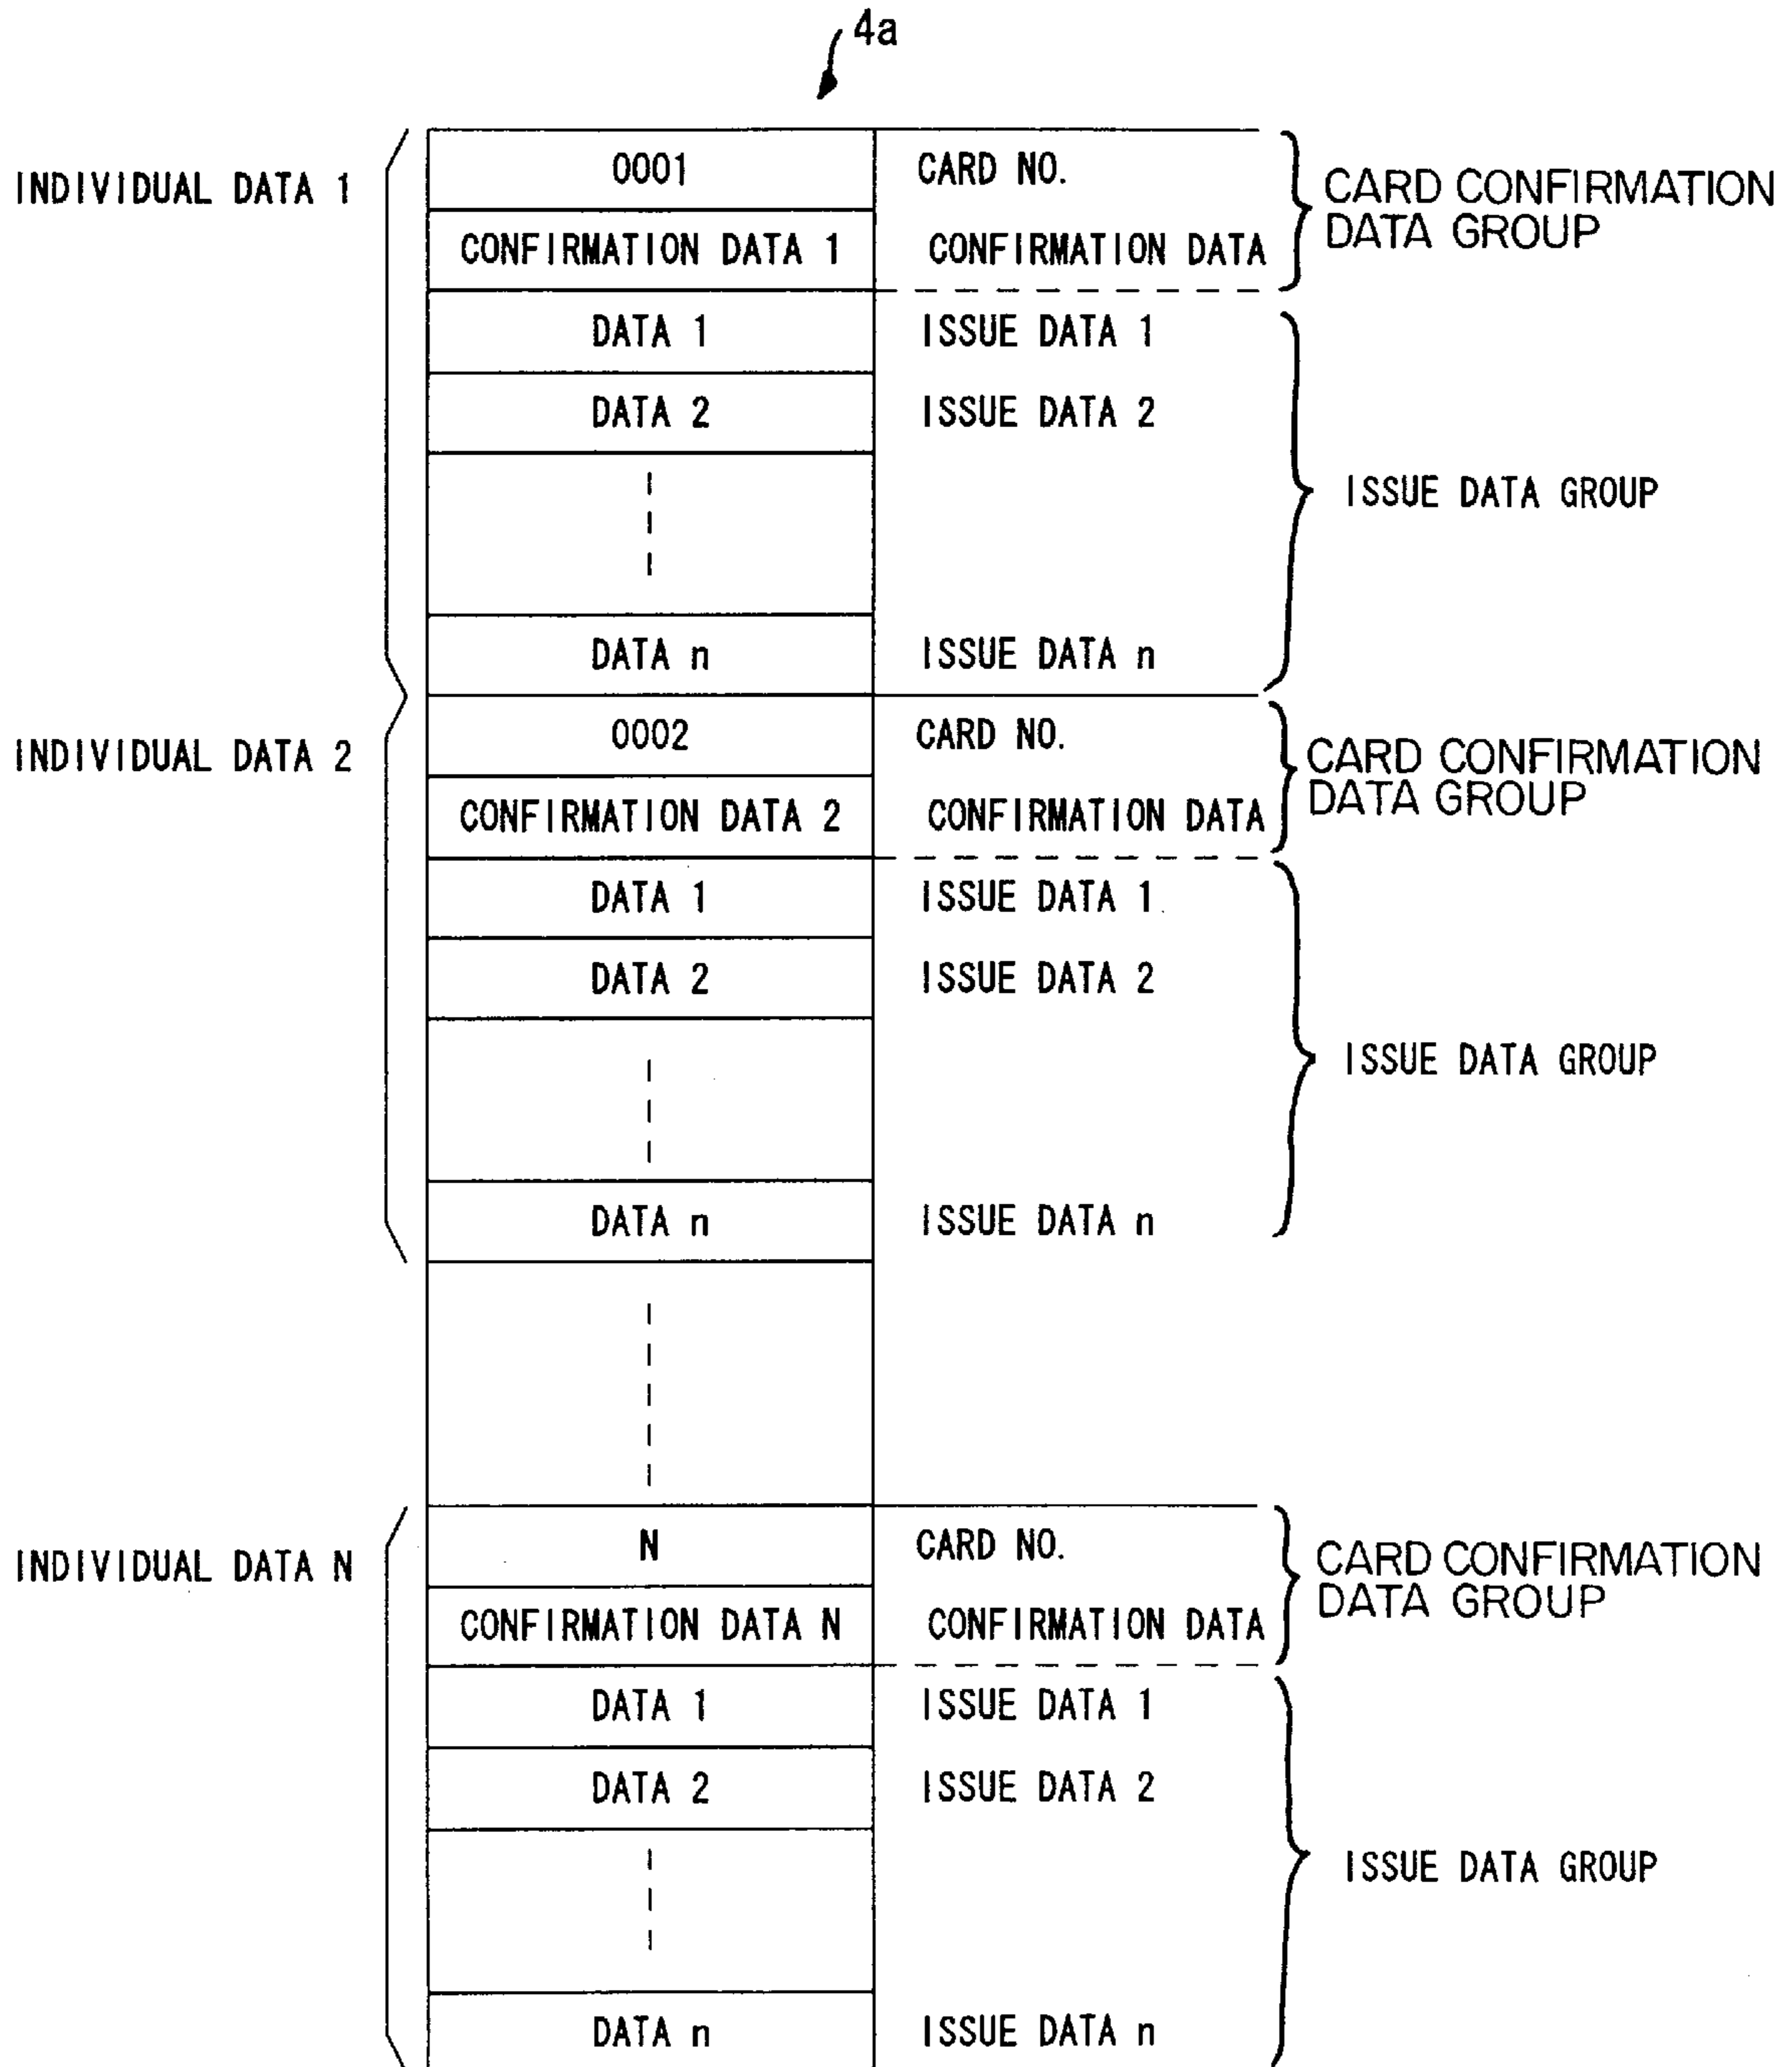 4a
INDIVIDUAL DATA 1
0001
CARD NO.
CARD CONFIRMATION
DATA GROUP
CONFIRMATION DATA 1
CONFIRMATION DATA
DATA 1
ISSUE DATA 1
DATA 2
ISSUE DATA 2
ISSUE DATA GROUP
DATA n
ISSUE DATA n
INDIVIDUAL DATA 2
0002
CARD NO.
CARD CONFIRMATION
DATA GROUP
CONFIRMATION DATA 2
CONFIRMATION DATA
DATA 1
ISSUE DATA 1
DATA 2
ISSUE DATA 2
ISSUE DATA GROUP
DATA n
ISSUE DATA n
INDIVIDUAL DATA N
N
CARD NO.
CARD CONFIRMATION
DATA GROUP
CONFIRMATION DATA N
CONFIRMATION DATA
DATA 1
ISSUE DATA 1
DATA 2
ISSUE DATA 2
ISSUE DATA GROUP
DATA n
ISSUE DATA n